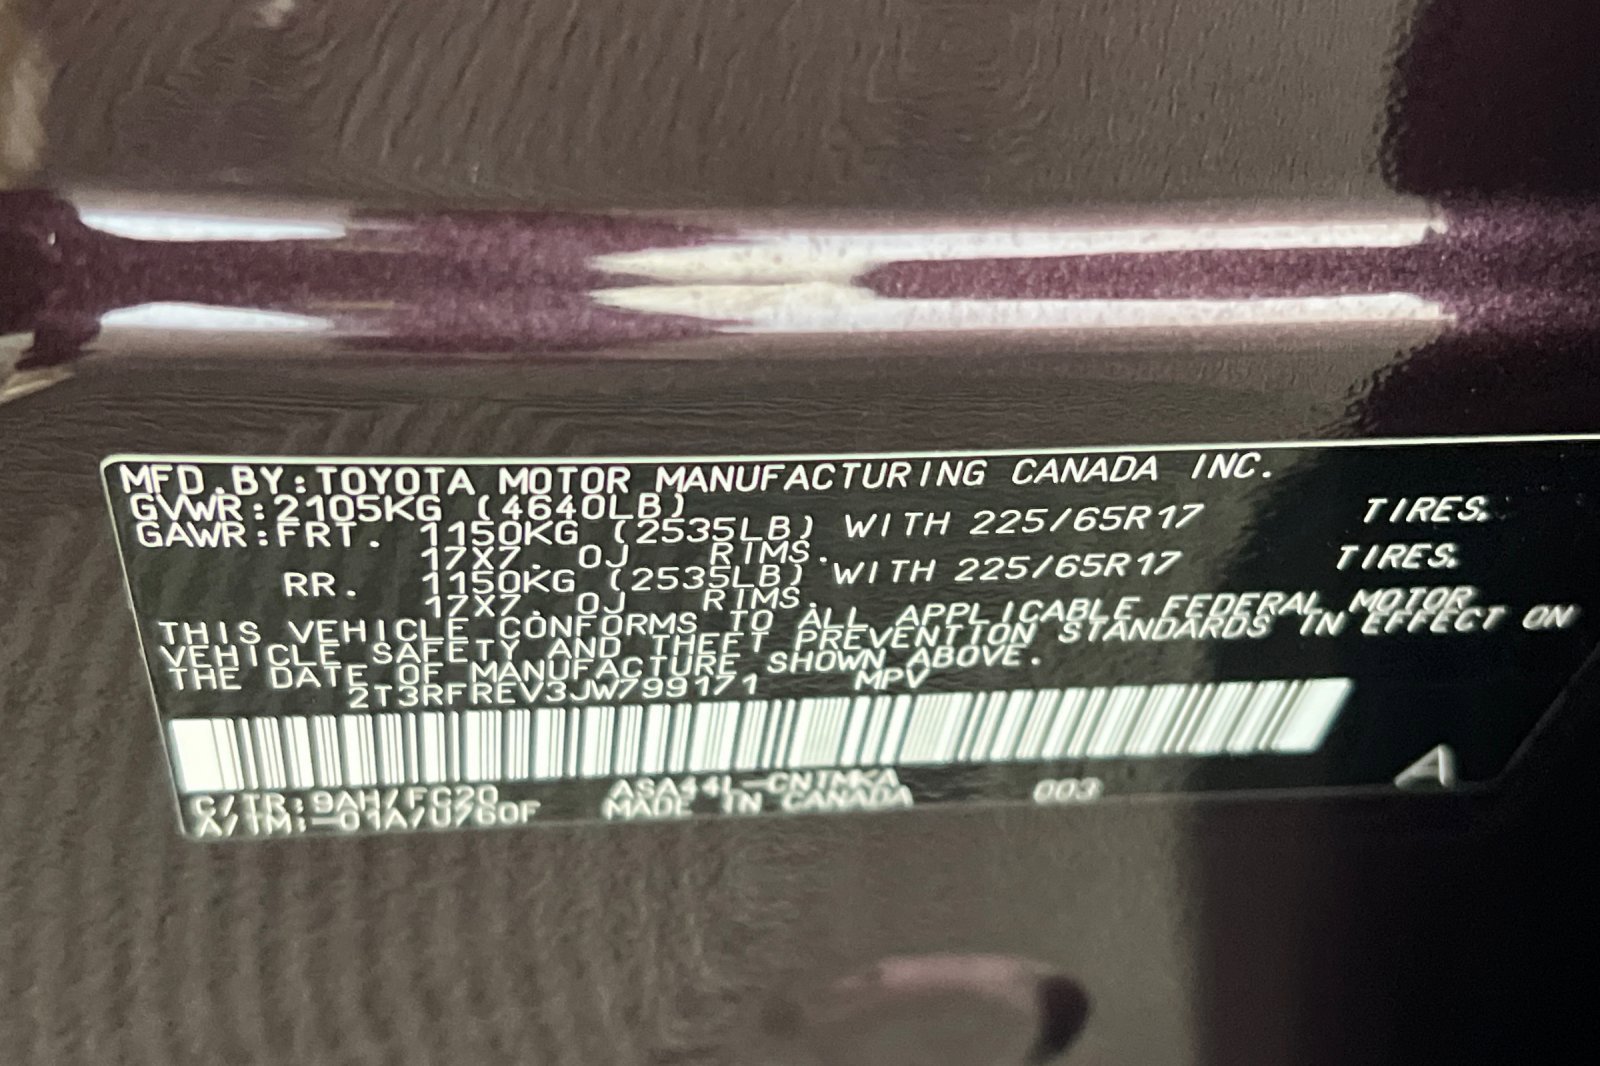 MFD.BY:TOYOTA MOTOR MANUFACTURING CANADA INC.
GVWR:2105KG (4640LB)
GAWR:FRT. 1150KG (2535LB) WITH 225/65R17 TIRES.
17X7. 0J RIMS.
RR. 1150KG (2535LB) WITH 225/65R17 TIRES.
17X7. 0J RIMS.
THIS VEHICLE CONFORMS TO ALL APPLICABLE FEDERAL MOTOR
VEHICLE SAFETY AND THEFT PREVENTION STANDARDS IN EFFECT ON
THE DATE OF MANUFACTURE SHOWN ABOVE.
2T3RFREV3JW799171 MPV
C/TR:9AH/FC20 ASA44L-CNTMKA 003 A
A/TM:-01A/U760F MADE IN CANADA